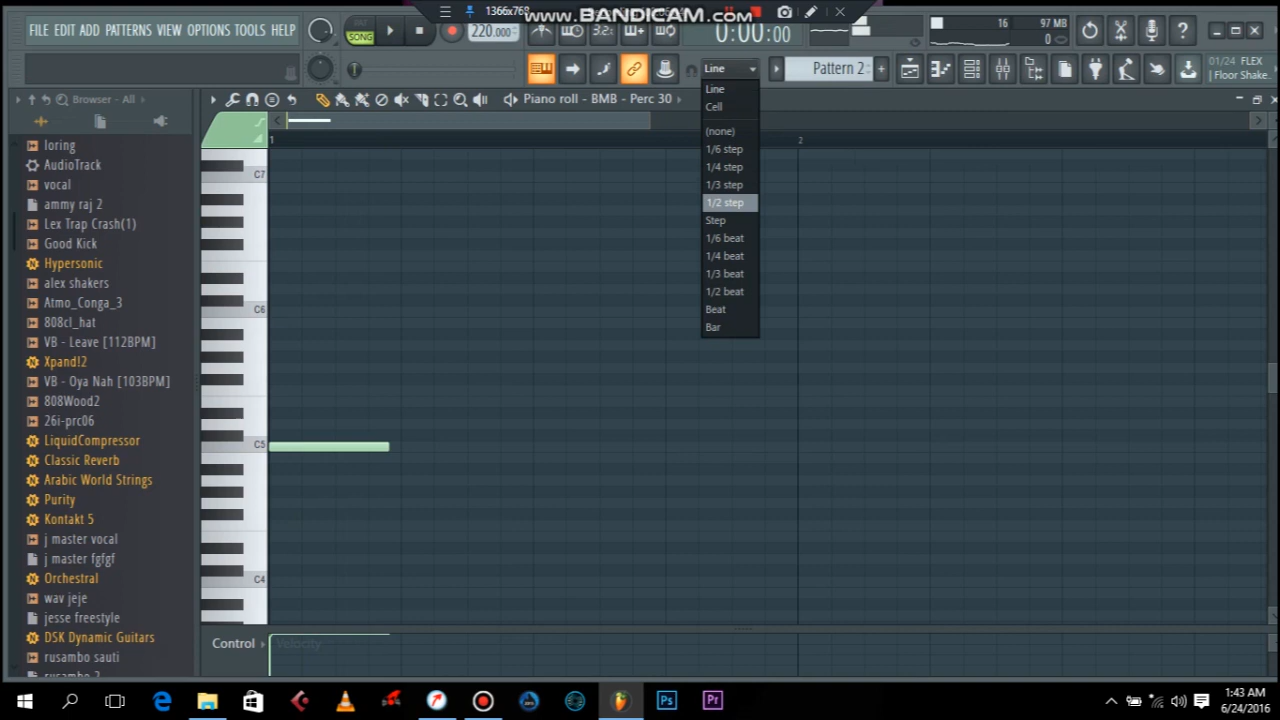 1366x768
www.BANDICAM.com
FILE EDIT ADD PATTERNS VIEW OPTIONS TOOLS HELP
SONG
220.000
3.2:
0:00:00
16
97 MB
0
Line
Pattern 2
01/24 FLEX
| Floor Shake.
Browser - All
Piano roll - BMB - Perc 30
Line
Cell
(none)
1/6 step
1/4 step
1/3 step
1/2 step
Step
1/6 beat
1/4 beat
1/3 beat
1/2 beat
Beat
Bar
1
2
loring
AudioTrack
vocal
ammy raj 2
Lex Trap Crash(1)
Good Kick
Hypersonic
alex shakers
Atmo_Conga_3
808cl_hat
VB - Leave [112BPM]
Xpand!2
VB - Oya Nah [103BPM]
808Wood2
26i-prc06
LiquidCompressor
Classic Reverb
Arabic World Strings
Purity
Kontakt 5
j master vocal
j master fgfgf
Orchestral
wav jeje
jesse freestyle
DSK Dynamic Guitars
rusambo sauti
rusambo 2
C7
C6
C5
C4
Control
Velocity
Ps
Pr
1:43 AM
6/24/2016